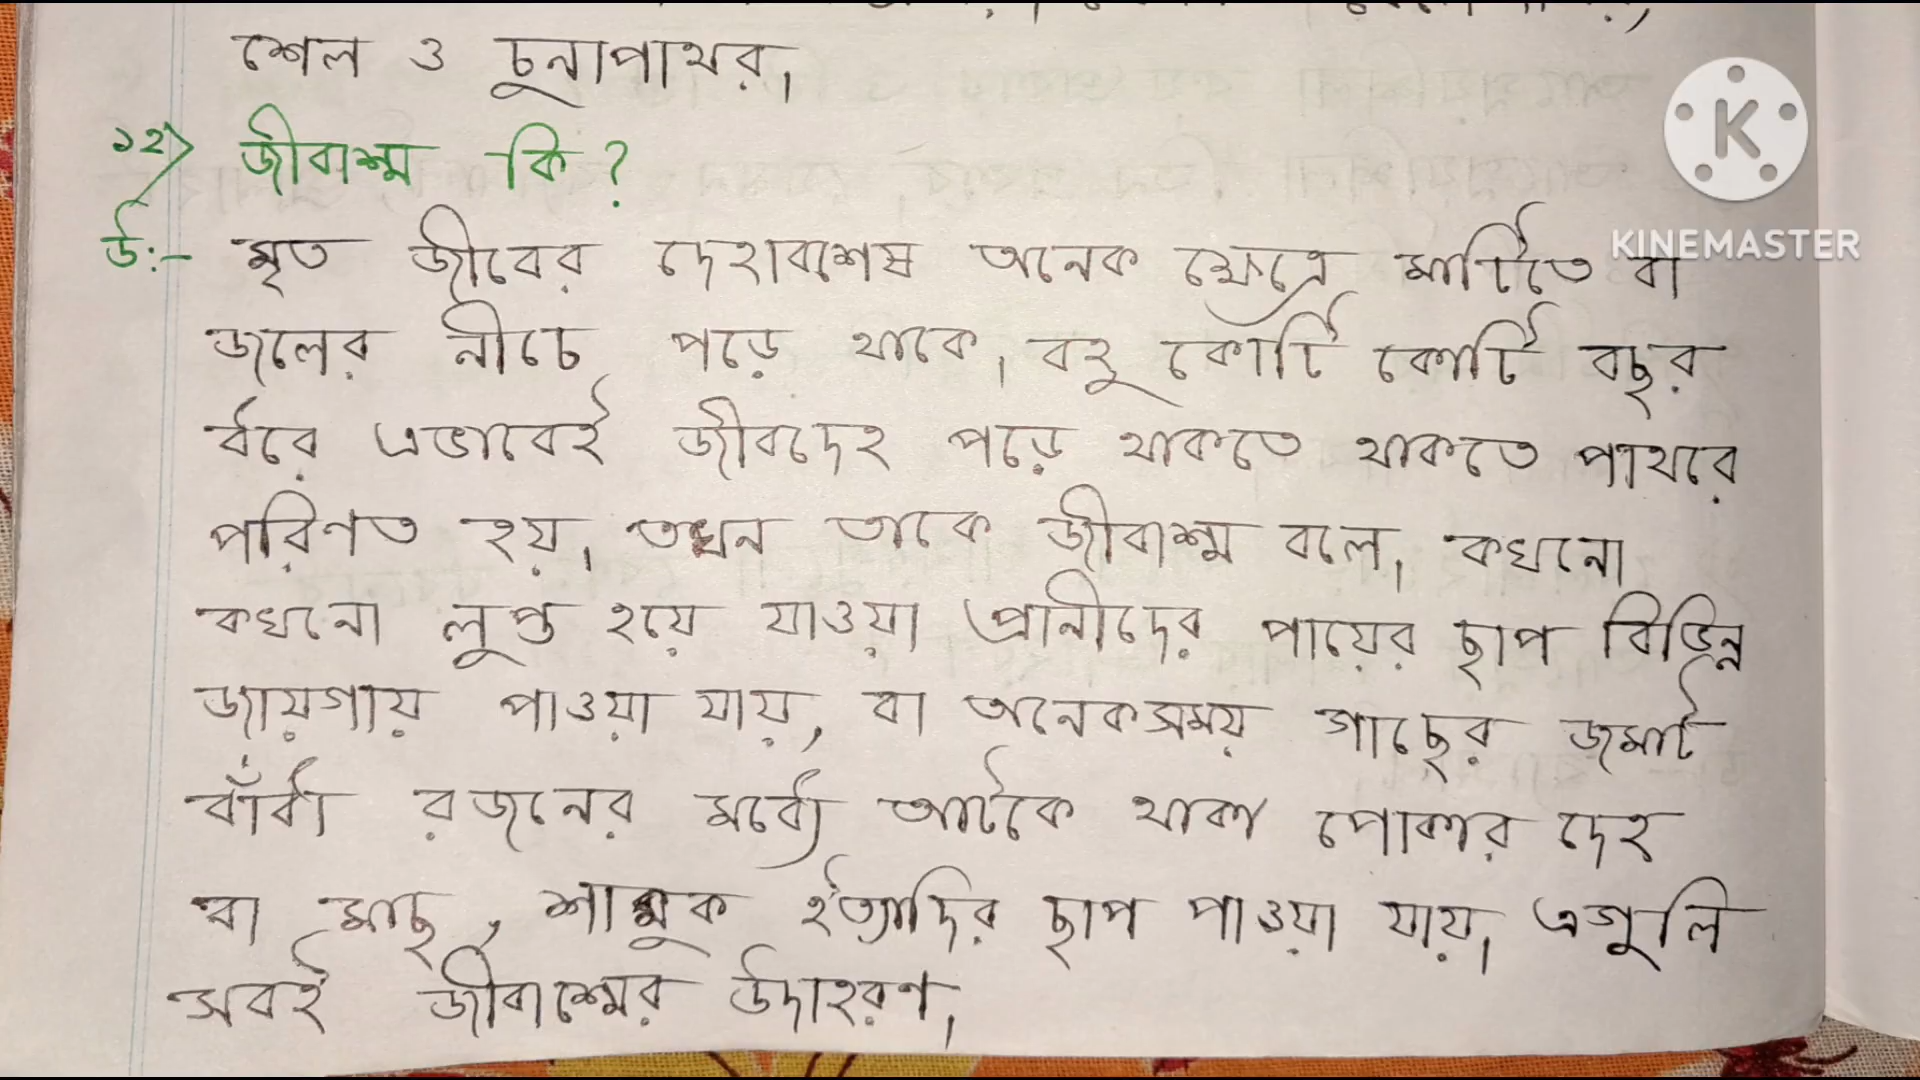 শেল ও চুনাপাথর।
১২> জীবাশ্ম কি?
উ:- মৃত জীবের দেহাবশেষ অনেক ক্ষেত্রে মাটিতে বা
জলের নীচে পড়ে থাকে। বহু কোটি কোটি বছর
ধরে এভাবেই জীবদেহ পড়ে থাকতে থাকতে পাথরে
পরিণত হয়। তখন তাকে জীবাশ্ম বলে। কখনো
কখনো লুপ্ত হয়ে যাওয়া প্রানীদের পায়ের ছাপ বিভিন্ন
জায়গায় পাওয়া যায়, বা অনেকসময় গাছের জমাট
বাঁধা রজনের মধ্যে আটকে থাকা পোকার দেহ
বা মাছ, শামুক ইত্যাদির ছাপ পাওয়া যায়। এগুলি
সবই জীবাশ্মের উদাহরণ।
K
KINEMASTER